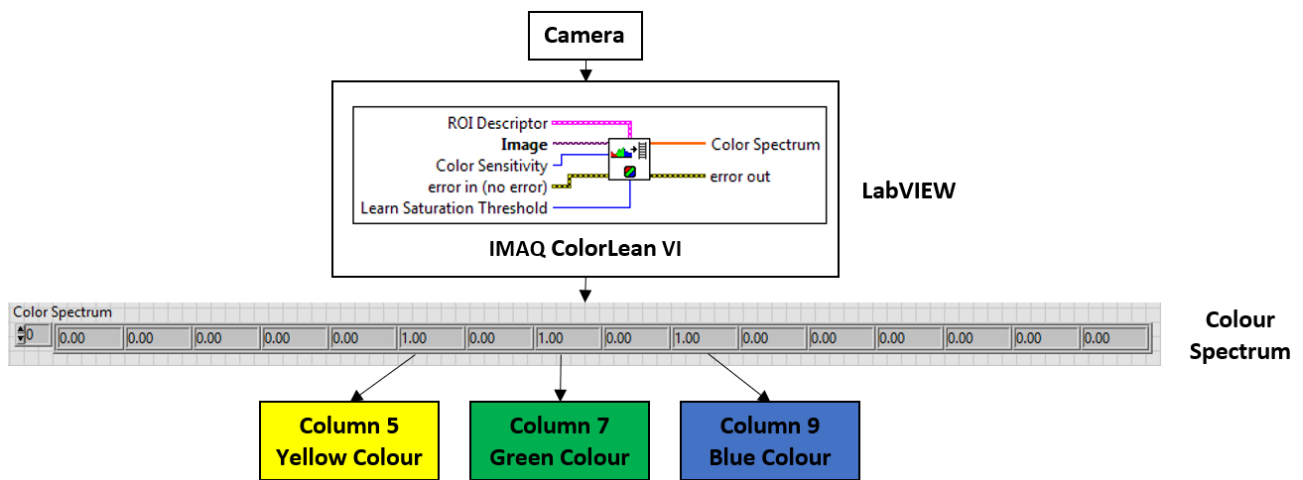 Camera
ROI Descriptor
Image
Color Sensitivity
error in (no error)
Learn Saturation Threshold
Color Spectrum
error out
IMAQ ColorLean VI
LabVIEW
Color Spectrum
0 0.00 0.00 0.00 0.00 0.00 1.00 0.00 1.00 0.00 1.00 0.00 0.00 0.00 0.00 0.00 0.00
Colour
Spectrum
Column 5
Yellow Colour
Column 7
Green Colour
Column 9
Blue Colour